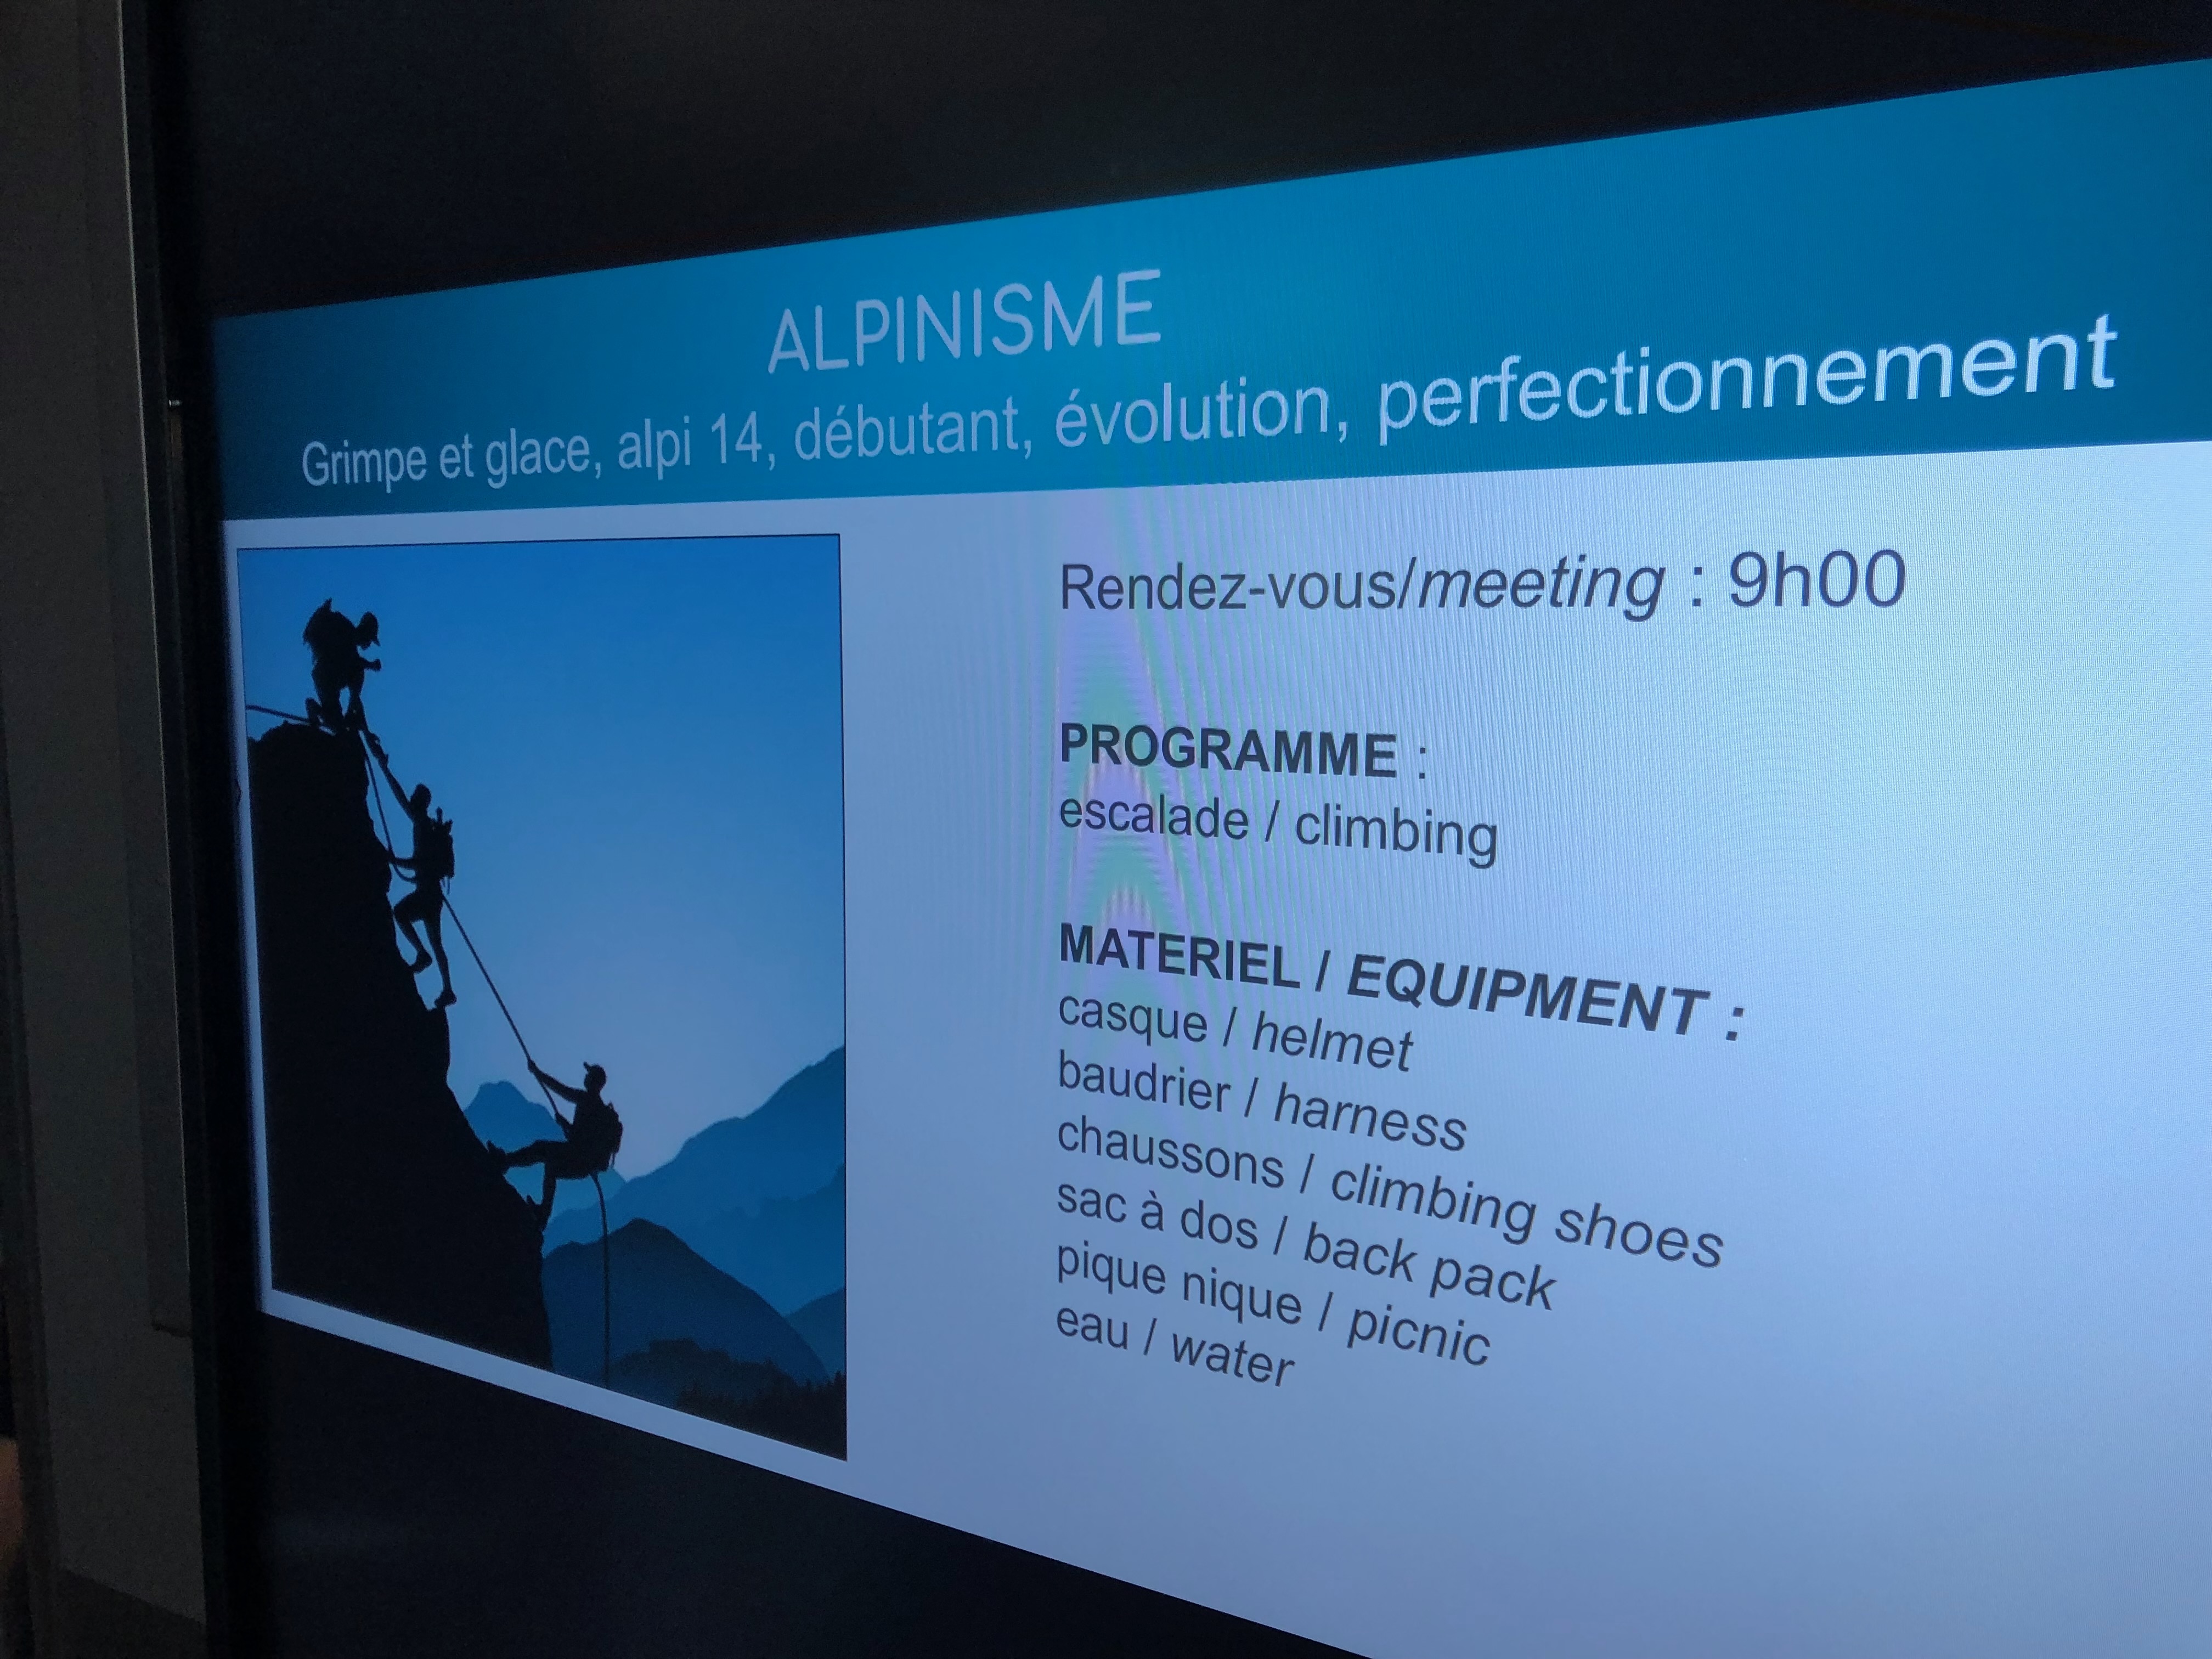 ALPINISME
Grimpe et glace, alpi 14, débutant, évolution, perfectionnement
Rendez-vous/meeting : 9h00
PROGRAMME :
escalade / climbing
MATERIEL / EQUIPMENT :
casque / helmet
baudrier / harness
chaussons / climbing shoes
sac à dos / back pack
pique nique / picnic
eau / water